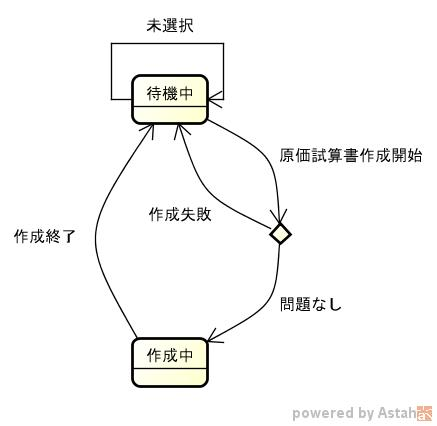 未選択
待機中
原価試算書作成開始
作成失敗
作成終了
問題なし
作成中
powered by Astah